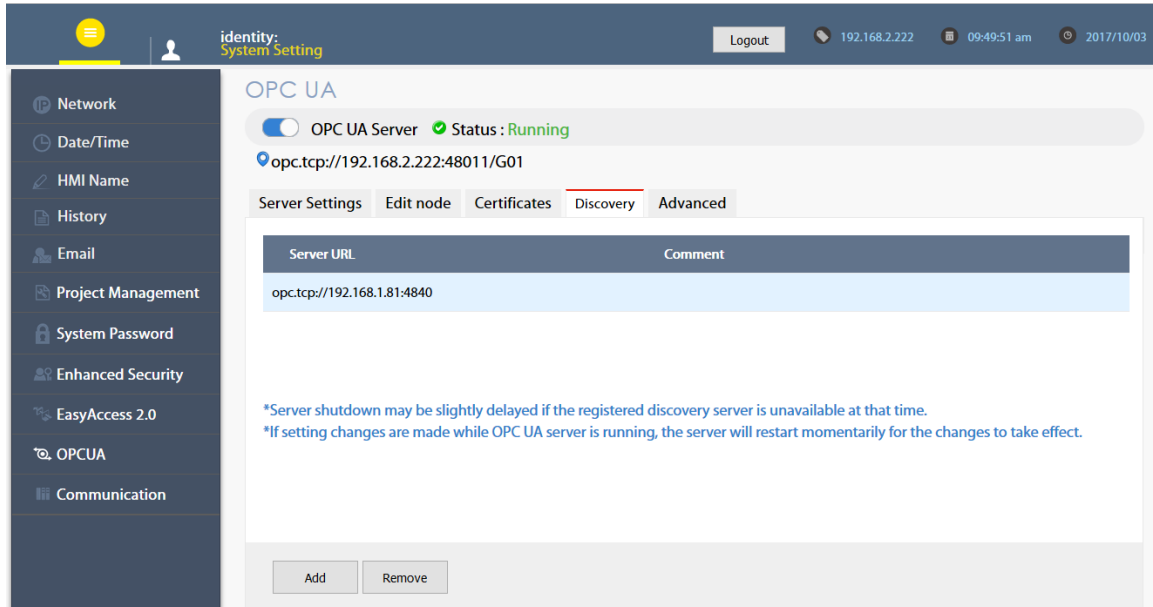 identity:
System Setting
Logout
192.168.2.222
09:49:51 am
2017/10/03
IP Network
Date/Time
HMI Name
History
Email
Project Management
System Password
Enhanced Security
EasyAccess 2.0
OPCUA
Communication
OPC UA
OPC UA Server Status : Running
opc.tcp://192.168.2.222:48011/G01
Server Settings Edit node Certificates Discovery Advanced
Server URL Comment
opc.tcp://192.168.1.81:4840
*Server shutdown may be slightly delayed if the registered discovery server is unavailable at that time.
*If setting changes are made while OPC UA server is running, the server will restart momentarily for the changes to take effect.
Add Remove